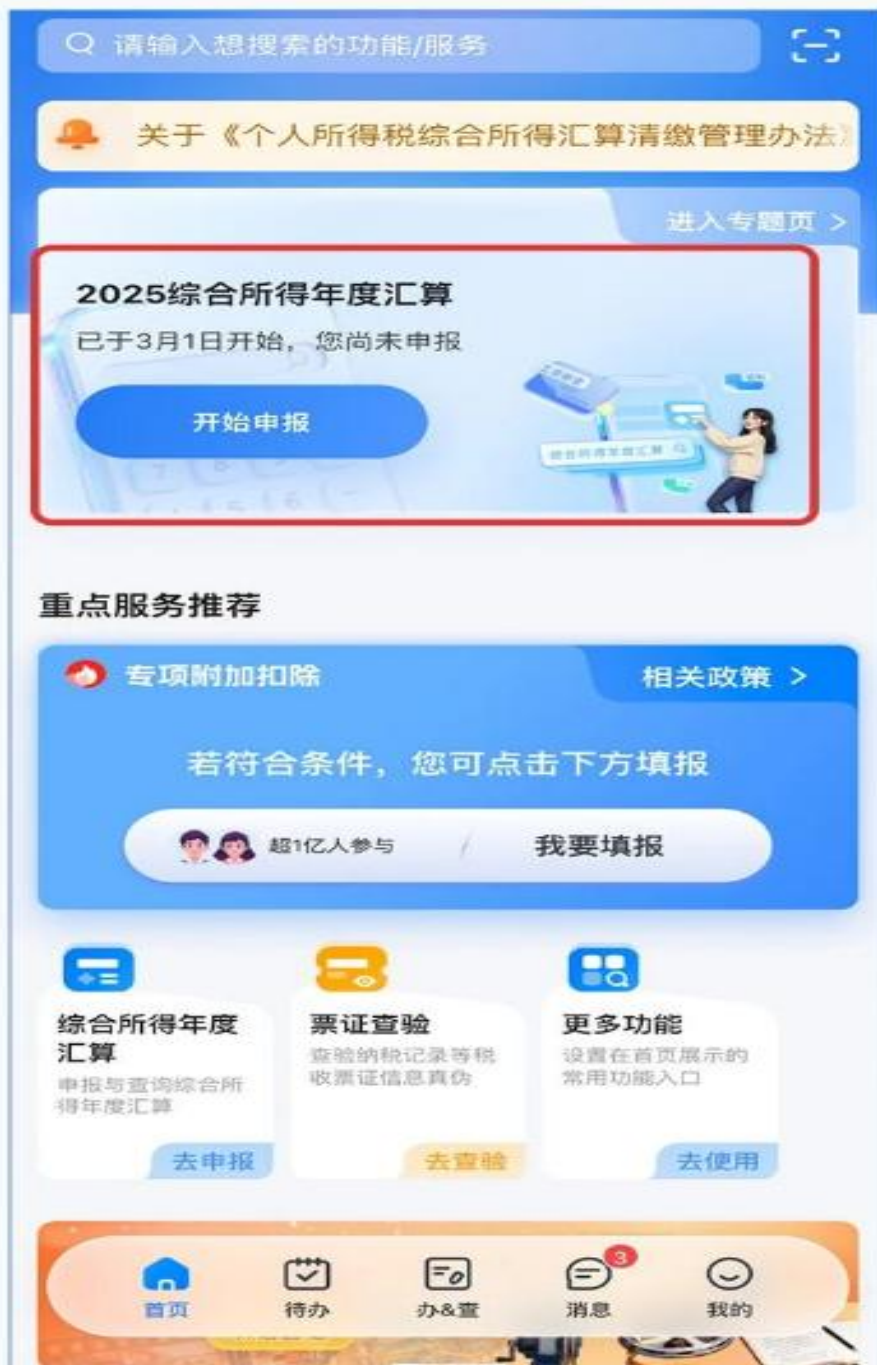 请输入想搜索的功能/服务
关于《个人所得税综合所得汇算清缴管理办法》
进入专题页 >
2025综合所得年度汇算
已于3月1日开始，您尚未申报
开始申报
综合所得年度汇算
重点服务推荐
专项附加扣除
相关政策 >
若符合条件，您可点击下方填报
超1亿人参与 / 我要填报
综合所得年度
汇算
申报与查询综合所
得年度汇算
去申报
票证查验
查验纳税记录等税
收票证信息真伪
去查验
更多功能
设置在首页展示的
常用功能入口
去使用
3
首页
待办
办&查
消息
我的